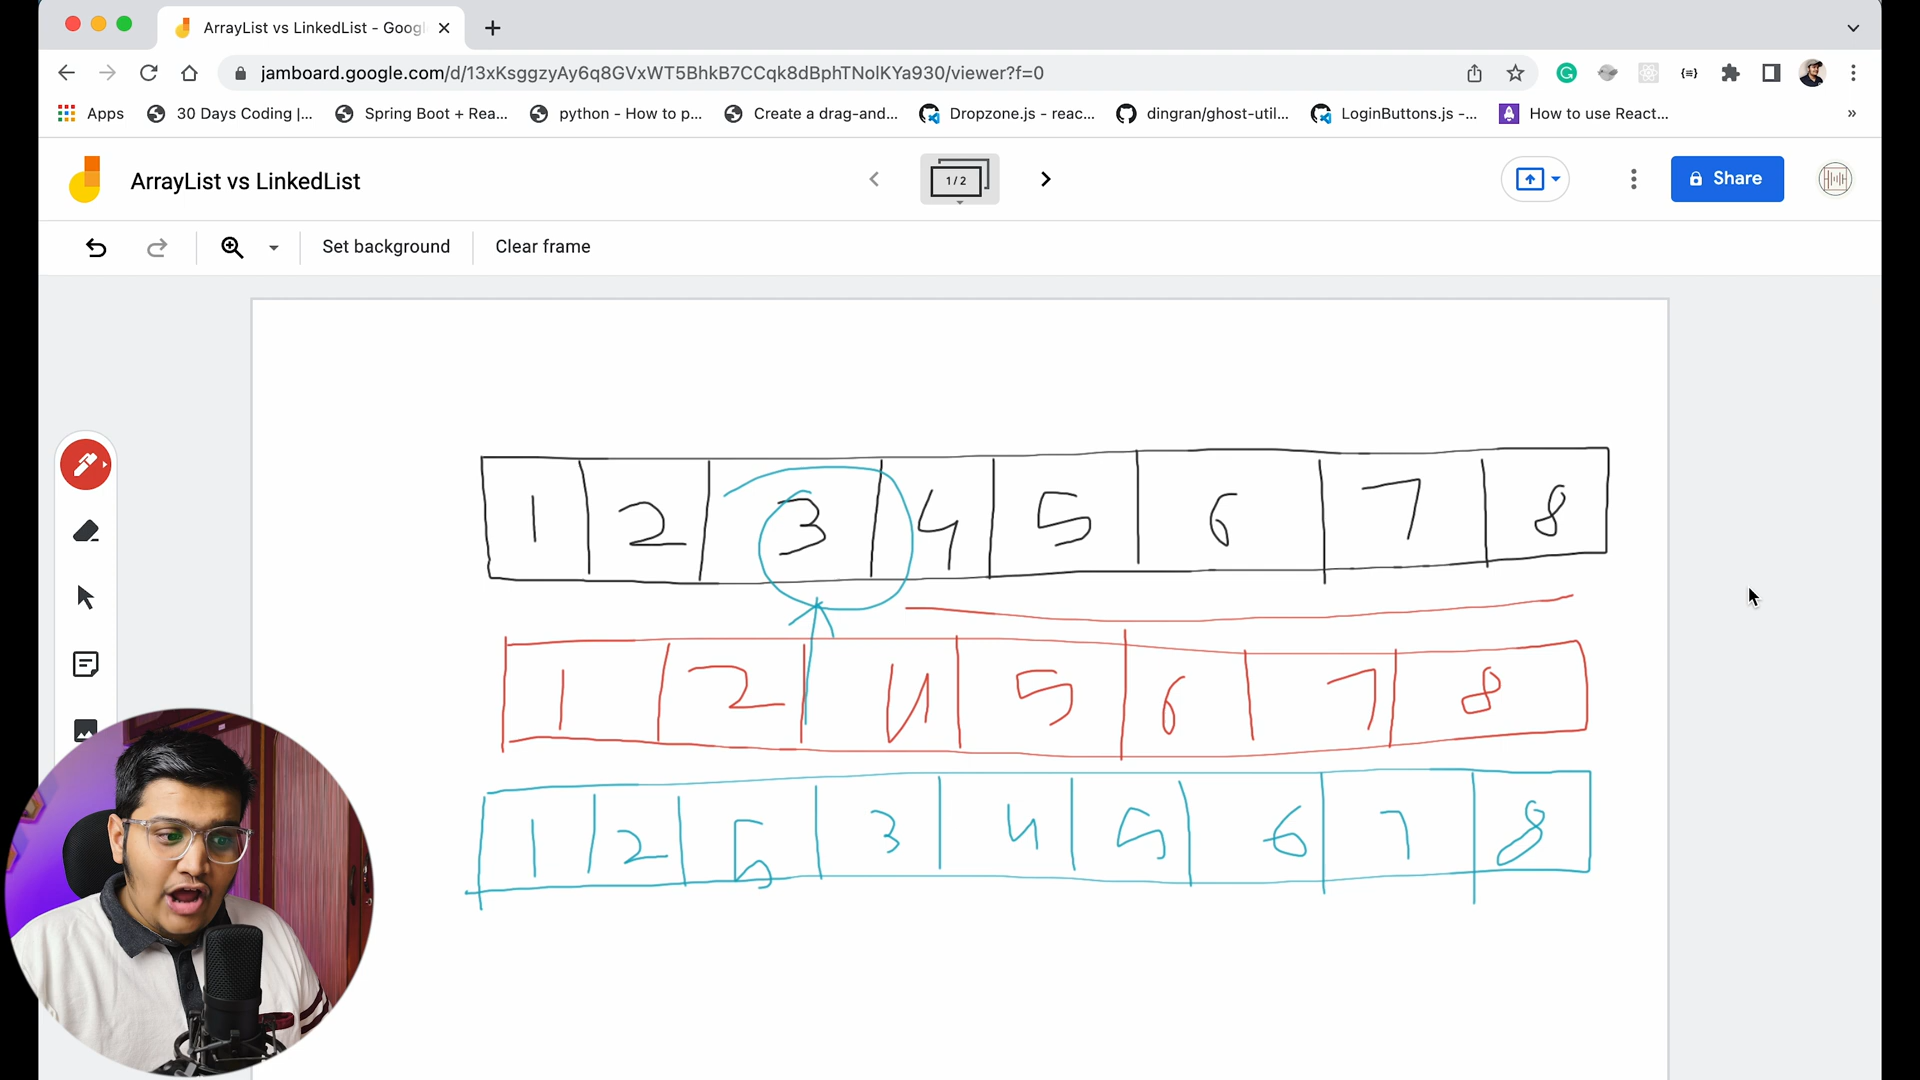 ArrayList vs LinkedList - Goog
jamboard.google.com/d/13xKsggzyAy6q8GVxWT5BhkB7CCqk8dBphTNolKYa930/viewer?f=0
Apps 30 Days Coding |... Spring Boot + Rea... python - How to p... Create a drag-and... Dropzone.js - reac... dingran/ghost-util... LoginButtons.js -... How to use React... »
ArrayList vs LinkedList 1 / 2 Share
Set background Clear frame
1 2 3 4 5 6 7 8
1 2 4 5 6 7 8
1 2 5 3 4 5 6 7 8